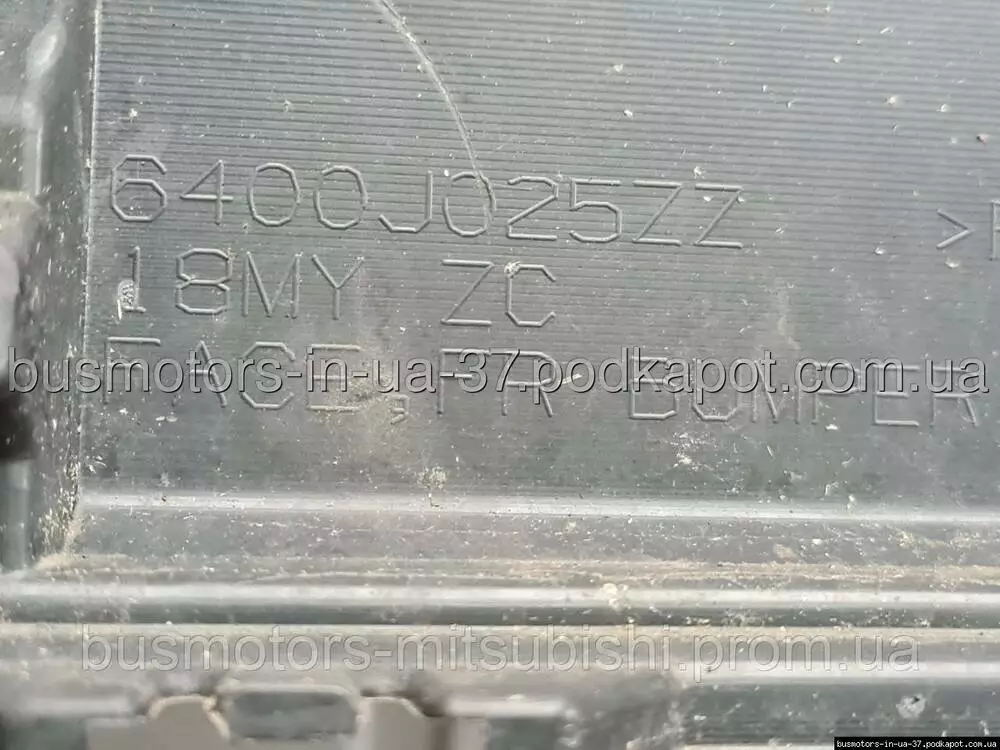 6400J025ZZ
>
18MY ZC
FACE,FR BUMPER
busmotors-in-ua-37.podkapot.com.ua
busmotors-mitsubishi.prom.ua
busmotors-in-ua-37.podkapot.com.ua